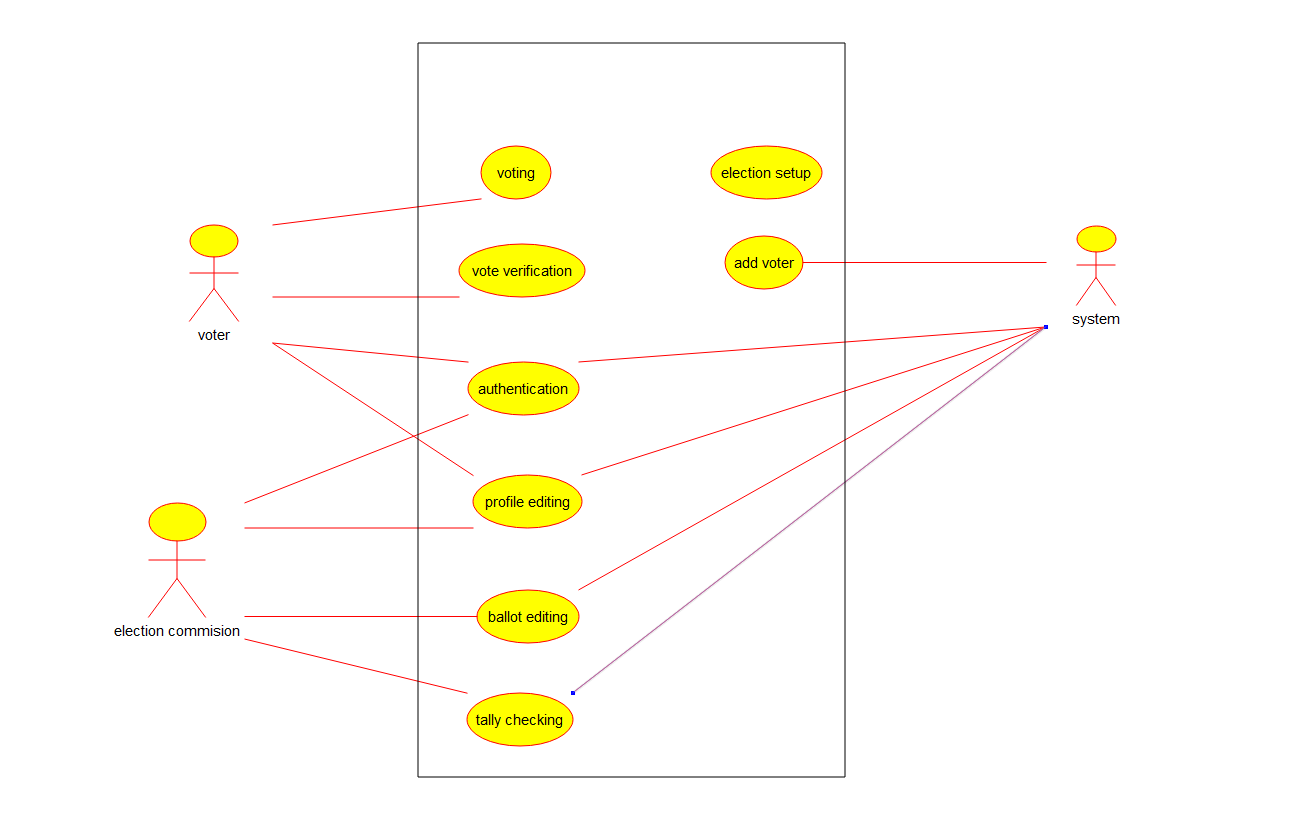 voting
election setup
vote verification
add voter
voter
system
authentication
profile editing
ballot editing
election commision
tally checking